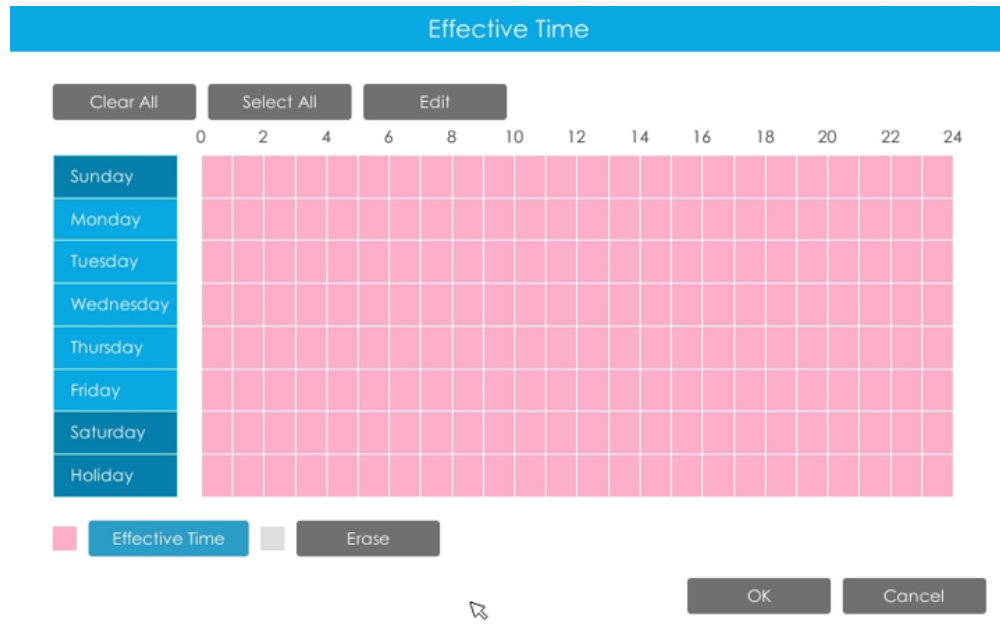 Effective Time
Clear All Select All Edit
0 2 4 6 8 10 12 14 16 18 20 22 24
Sunday
Monday
Tuesday
Wednesday
Thursday
Friday
Saturday
Holiday
Effective Time Erase
OK Cancel